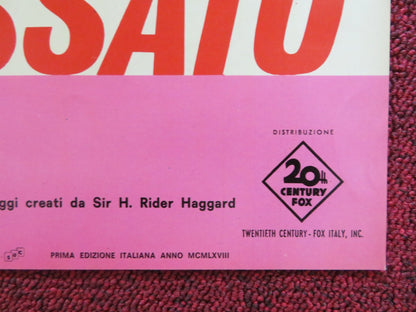 SSATO
DISTRIBUZIONE
20th
CENTURY
FOX
ggi creati da Sir H. Rider Haggard
TWENTIETH CENTURY - FOX ITALY, INC.
PRIMA EDIZIONE ITALIANA ANNO MCMLXVIII